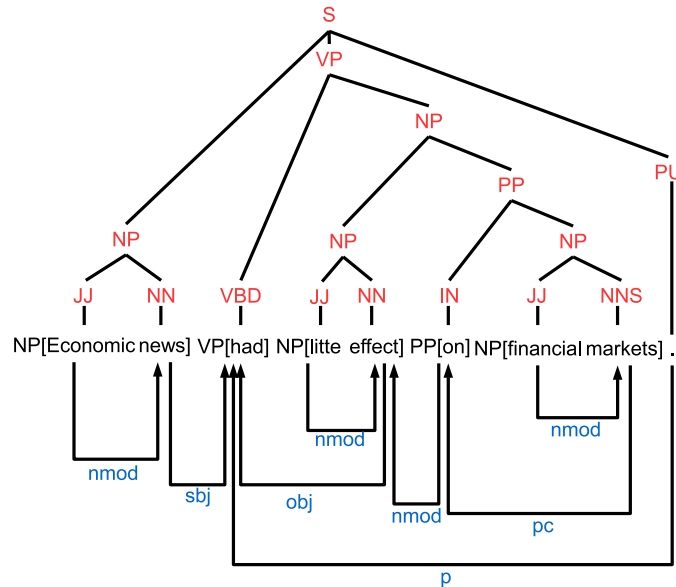 S
VP
NP
PU
PP
NP
NP
NP
JJ NN VBD JJ NN IN JJ NNS
NP[Economic news] VP[had] NP[litte effect] PP[on] NP[financial markets] .
nmod
nmod
nmod
sbj
obj
nmod
pc
p